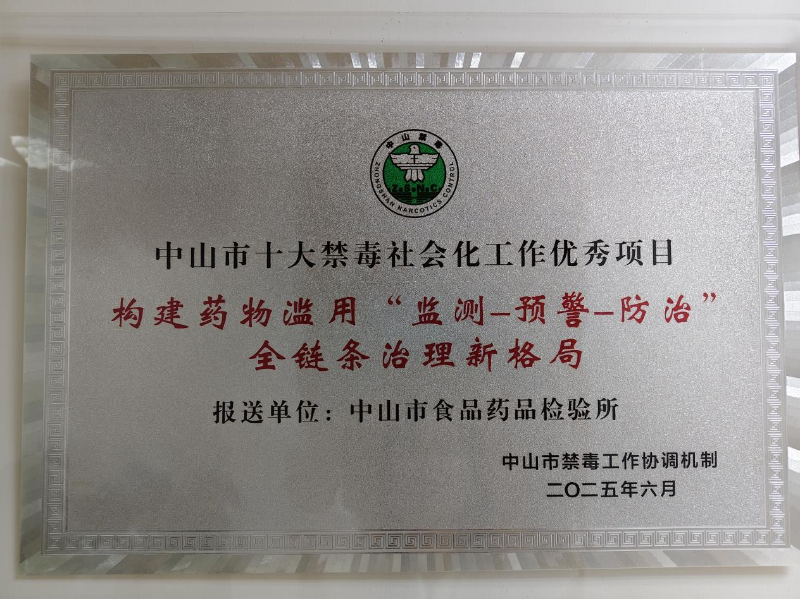 中山禁毒
Z·S·N·C
ZHONGSHAN NARCOTICS CONTROL
中山市十大禁毒社会化工作优秀项目
构建药物滥用“监测–预警–防治”
全链条治理新格局
报送单位：中山市食品药品检验所
中山市禁毒工作协调机制
二〇二五年六月